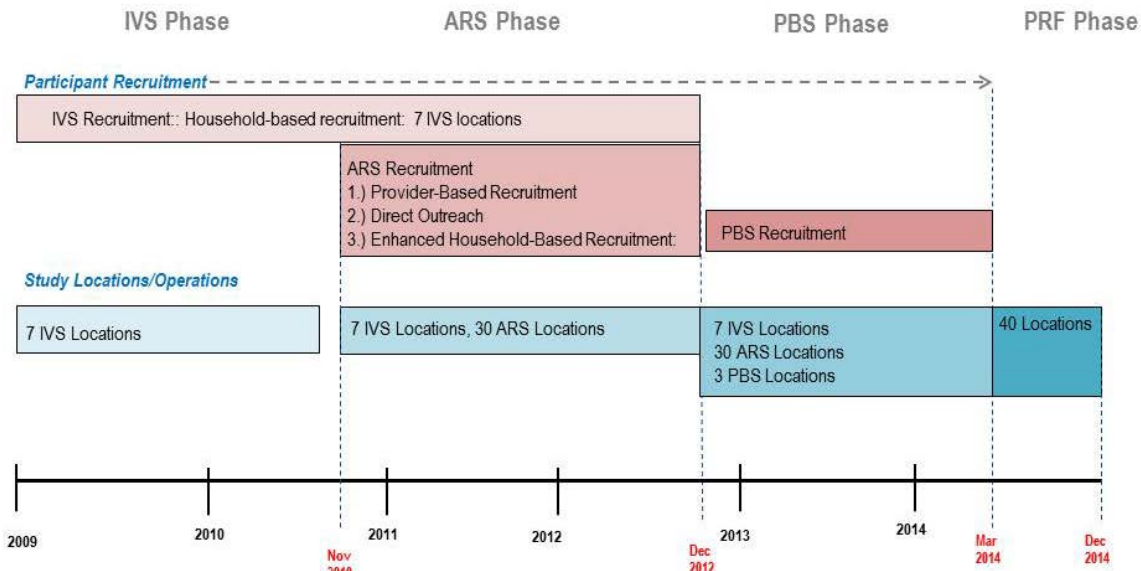 IVS Phase
ARS Phase
PBS Phase
PRF Phase
Participant Recruitment
IVS Recruitment:: Household-based recruitment: 7 IVS locations
ARS Recruitment
1.) Provider-Based Recruitment
2.) Direct Outreach
3.) Enhanced Household-Based Recruitment:
PBS Recruitment
Study Locations/Operations
7 IVS Locations
7 IVS Locations, 30 ARS Locations
7 IVS Locations
30 ARS Locations
3 PBS Locations
40 Locations
2009
2010
2011
2012
2013
2014
Nov
2010
Dec
2012
Mar
2014
Dec
2014